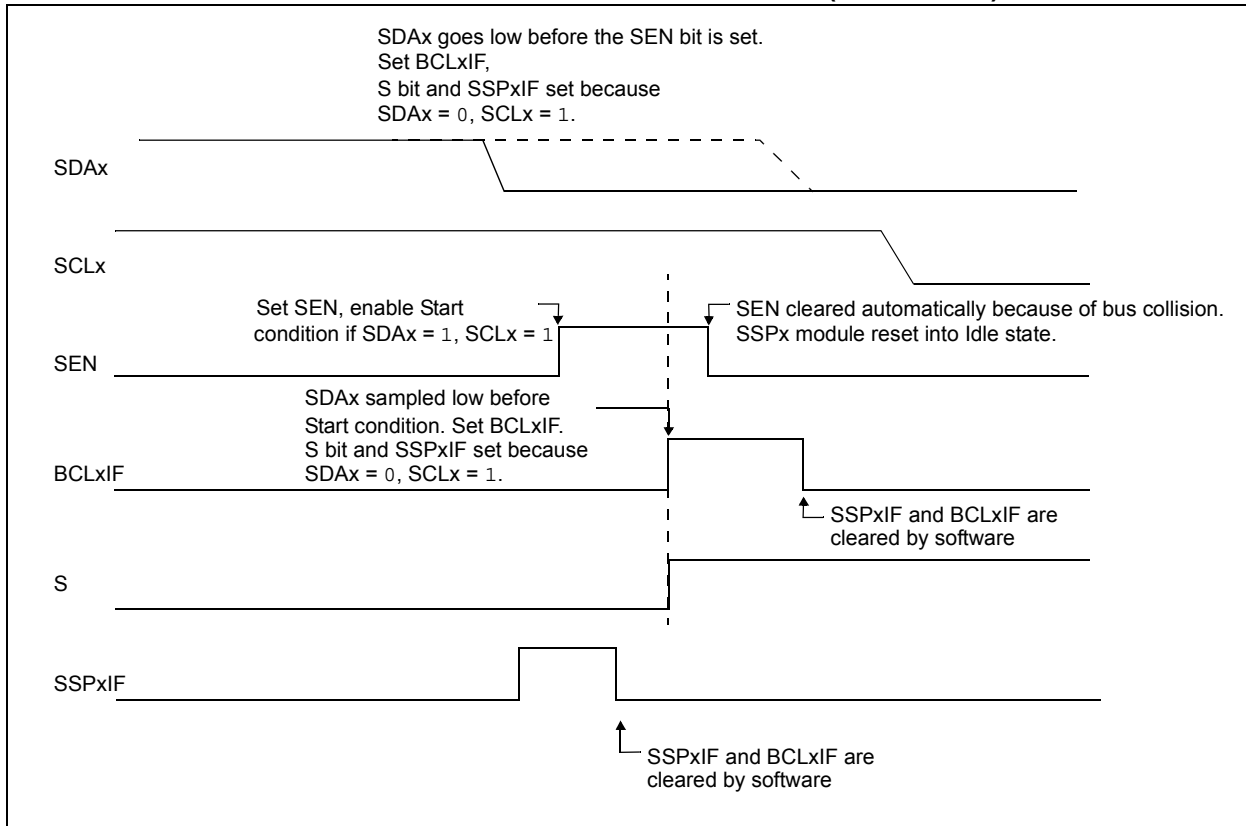 SDAx goes low before the SEN bit is set.
Set BCLxIF,
S bit and SSPxIF set because
SDAx = 0, SCLx = 1.
SDAx
SCLx
Set SEN, enable Start
condition if SDAx = 1, SCLx = 1
SEN cleared automatically because of bus collision.
SSPx module reset into Idle state.
SEN
SDAx sampled low before
Start condition. Set BCLxIF.
S bit and SSPxIF set because
SDAx = 0, SCLx = 1.
BCLxIF
SSPxIF and BCLxIF are
cleared by software
S
SSPxIF
SSPxIF and BCLxIF are
cleared by software